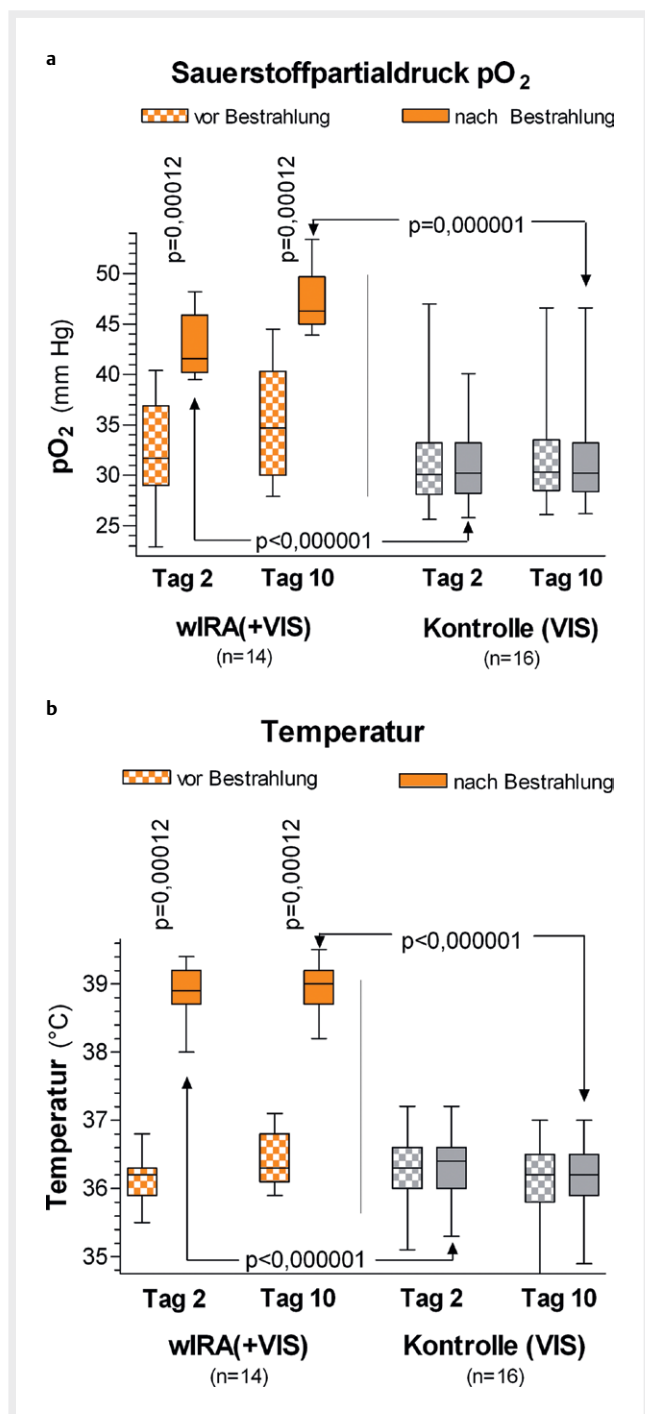 a
Sauerstoffpartialdruck pO2
vor Bestrahlung
nach Bestrahlung
p=0,00012
p=0,00012
p=0,000001
pO2 (mm Hg)
50
45
40
35
30
25
p<0,000001
Tag 2
Tag 10
Tag 2
Tag 10
wIRA(+VIS)
Kontrolle (VIS)
(n=14)
(n=16)
b
Temperatur
vor Bestrahlung
nach Bestrahlung
p=0,00012
p=0,00012
p<0,000001
Temperatur (°C)
39
38
37
36
35
p<0,000001
Tag 2
Tag 10
Tag 2
Tag 10
wIRA(+VIS)
Kontrolle (VIS)
(n=14)
(n=16)